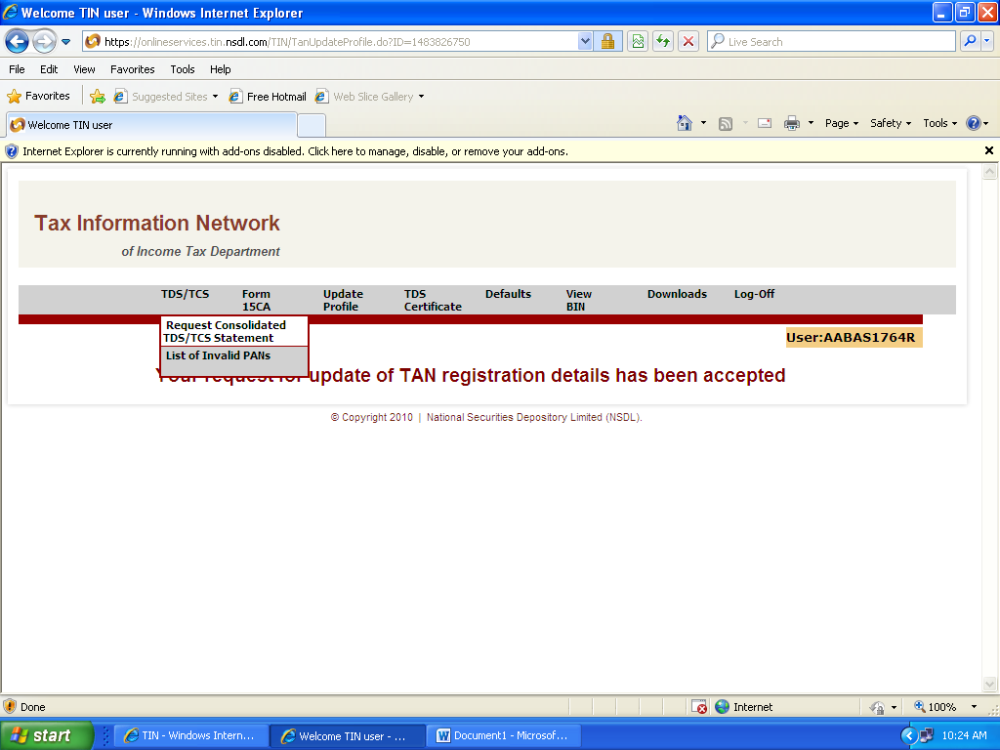 Welcome TIN user - Windows Internet Explorer
https://onlineservices.tin.nsdl.com/TIN/TanUpdateProfile.do?ID=1483826750
Live Search
File Edit View Favorites Tools Help
Favorites Suggested Sites Free Hotmail Web Slice Gallery
Welcome TIN user
Page Safety Tools
Internet Explorer is currently running with add-ons disabled. Click here to manage, disable, or remove your add-ons.
Tax Information Network
of Income Tax Department
TDS/TCS Form 15CA Update Profile TDS Certificate Defaults View BIN Downloads Log-Off
Request Consolidated
TDS/TCS Statement
List of Invalid PANs
User:AABAS1764R
Your request for update of TAN registration details has been accepted
© Copyright 2010 | National Securities Depository Limited (NSDL).
Done Internet 100%
start TIN - Windows Intern... Welcome TIN user - ... Document1 - Microsof... 10:24 AM